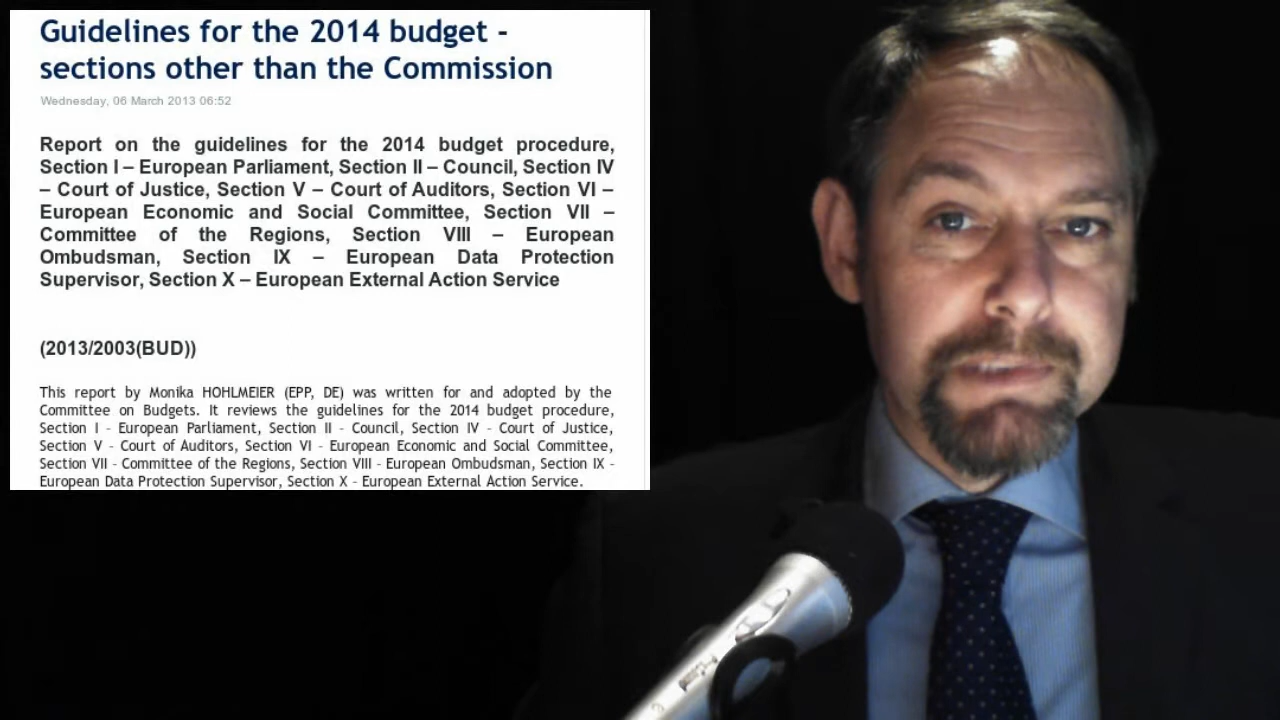 Guidelines for the 2014 budget -
sections other than the Commission
Wednesday, 06 March 2013 06:52
Report on the guidelines for the 2014 budget procedure,
Section I – European Parliament, Section II – Council, Section IV
– Court of Justice, Section V – Court of Auditors, Section VI –
European Economic and Social Committee, Section VII –
Committee of the Regions, Section VIII – European
Ombudsman, Section IX – European Data Protection
Supervisor, Section X – European External Action Service
(2013/2003(BUD))
This report by Monika HOHLMEIER (EPP, DE) was written for and adopted by the
Committee on Budgets. It reviews the guidelines for the 2014 budget procedure,
Section I - European Parliament, Section II - Council, Section IV - Court of Justice,
Section V - Court of Auditors, Section VI - European Economic and Social Committee,
Section VII - Committee of the Regions, Section VIII - European Ombudsman, Section IX -
European Data Protection Supervisor, Section X - European External Action Service.